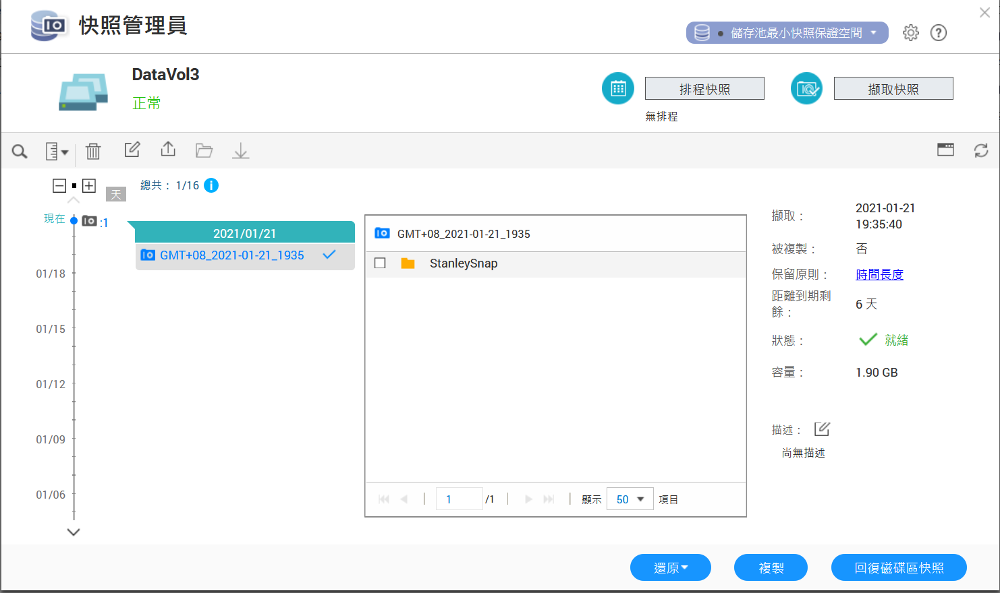 快照管理員
儲存池最小快照保證空間
DataVol3
正常
排程快照
擷取快照
無排程
天
總共： 1/16
現在
:1
01/18
01/15
01/12
01/09
01/06
2021/01/21
GMT+08_2021-01-21_1935
GMT+08_2021-01-21_1935
StanleySnap
1 /1 顯示 50 項目
擷取： 2021-01-21
19:35:40
被複製： 否
保留原則： 時間長度
距離到期剩
餘： 6 天
狀態： 就緒
容量： 1.90 GB
描述：
尚無描述
還原 複製 回復磁碟區快照